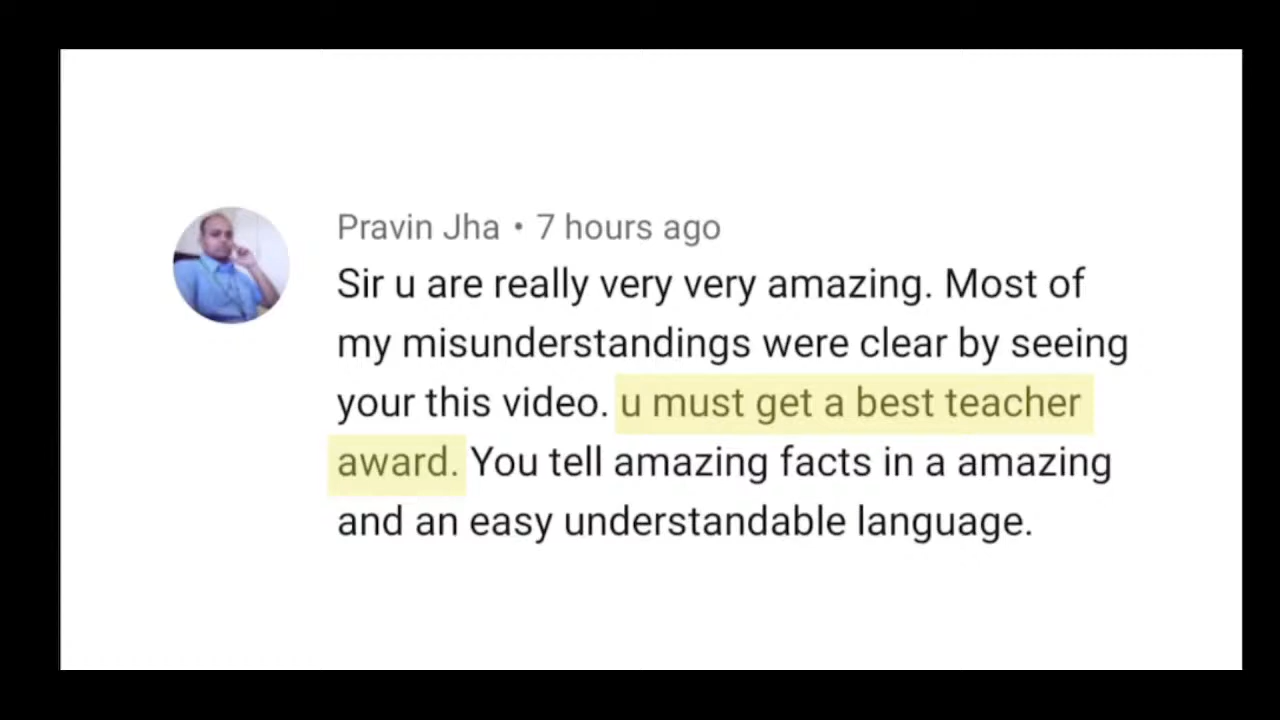 Pravin Jha • 7 hours ago
Sir u are really very very amazing. Most of
my misunderstandings were clear by seeing
your this video. u must get a best teacher
award. You tell amazing facts in a amazing
and an easy understandable language.